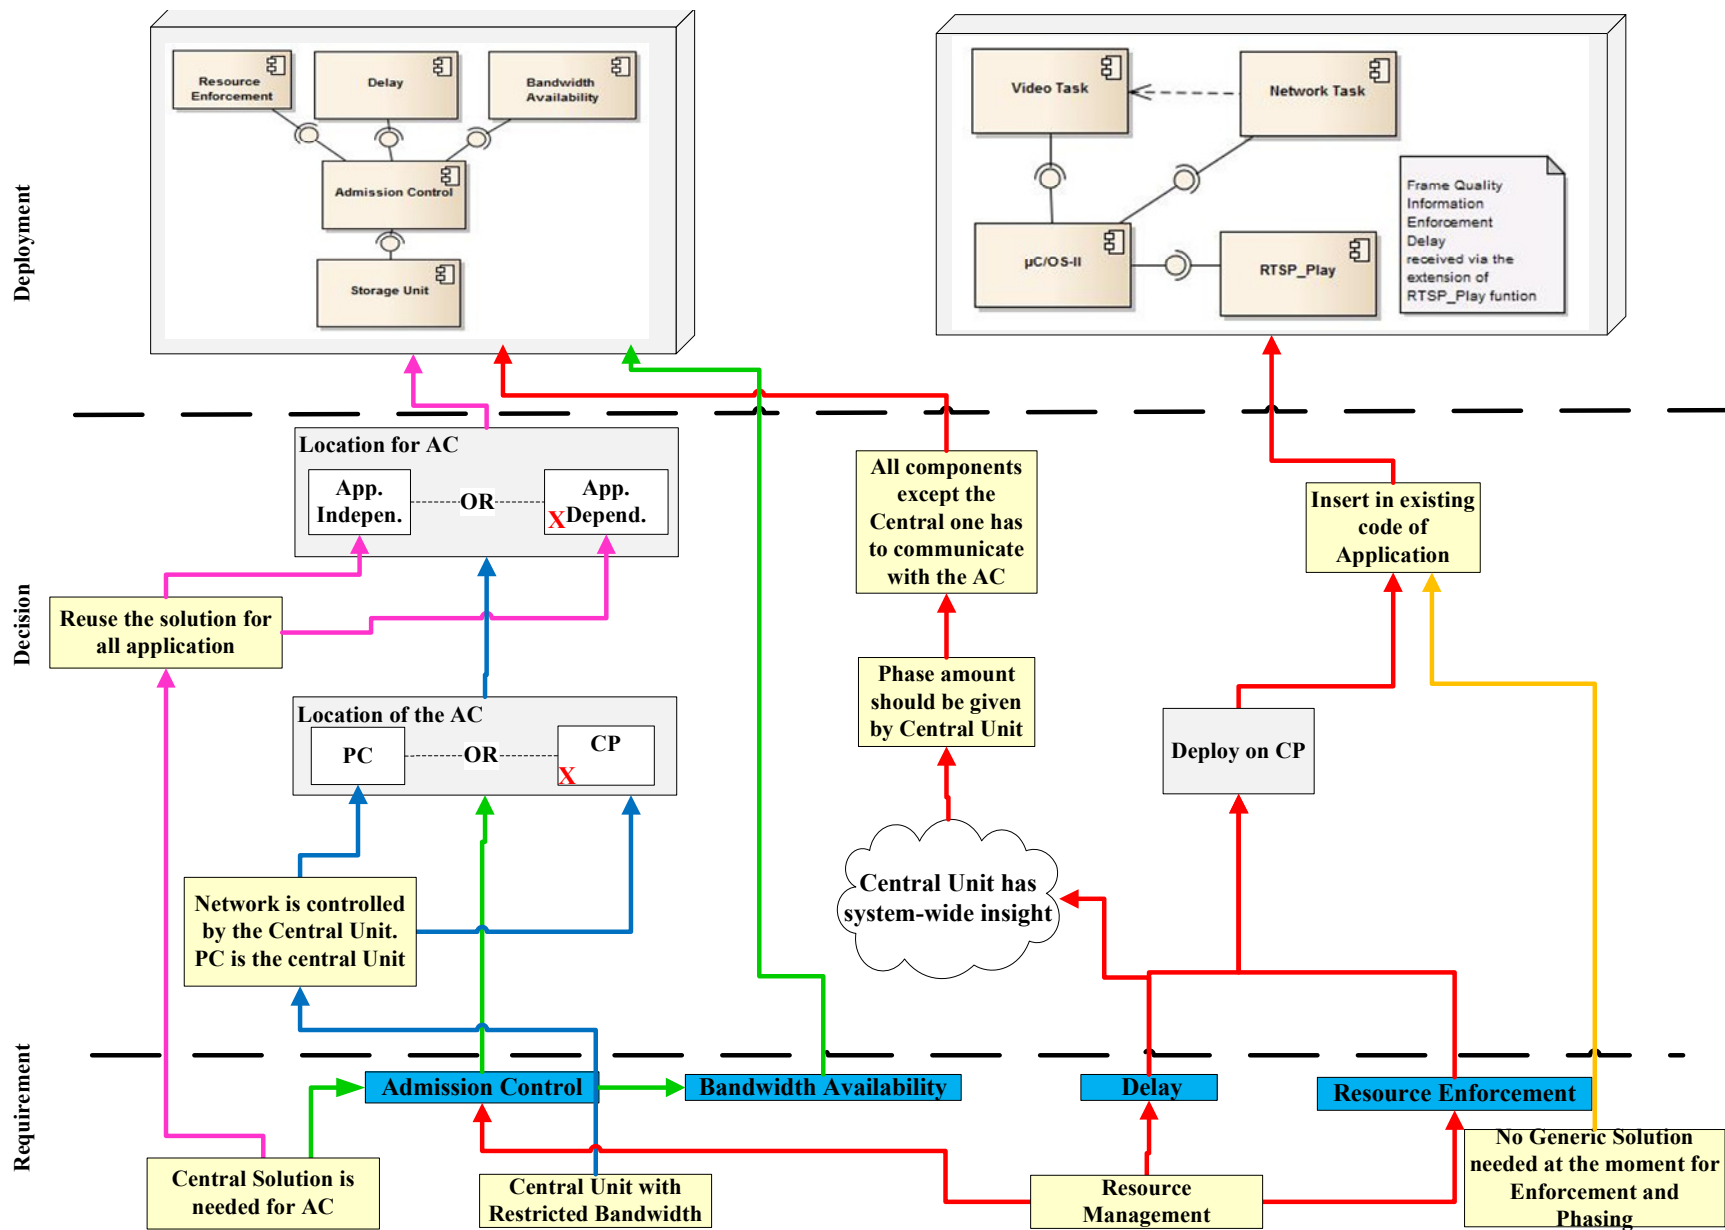 Deployment
Resource
Enforcement
Delay
Bandwidth
Availability
Admission Control
Storage Unit
Video Task
Network Task
µC/OS-II
RTSP_Play
Frame Quality
Information
Enforcement
Delay
received via the
extension of
RTSP_Play funtion
Decision
Location for AC
App.
Indepen.
OR
App.
X Depend.
Reuse the solution for
all application
Location of the AC
PC
OR
CP
X
Network is controlled
by the Central Unit.
PC is the central Unit
All components
except the
Central one has
to communicate
with the AC
Phase amount
should be given
by Central Unit
Central Unit has
system-wide insight
Insert in existing
code of
Application
Deploy on CP
Requirement
Admission Control
Bandwidth Availability
Delay
Resource Enforcement
Central Solution is
needed for AC
Central Unit with
Restricted Bandwidth
Resource
Management
No Generic Solution
needed at the moment for
Enforcement and
Phasing